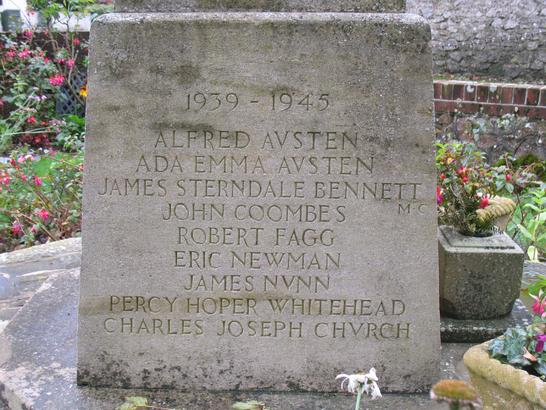 1939 - 1945
ALFRED AVSTEN
ADA EMMA AVSTEN
JAMES STERNDALE BENNETT
M·C
JOHN COOMBES
ROBERT FAGG
ERIC NEWMAN
JAMES NVNN
PERCY HOPER WHITEHEAD
CHARLES JOSEPH CHVRCH